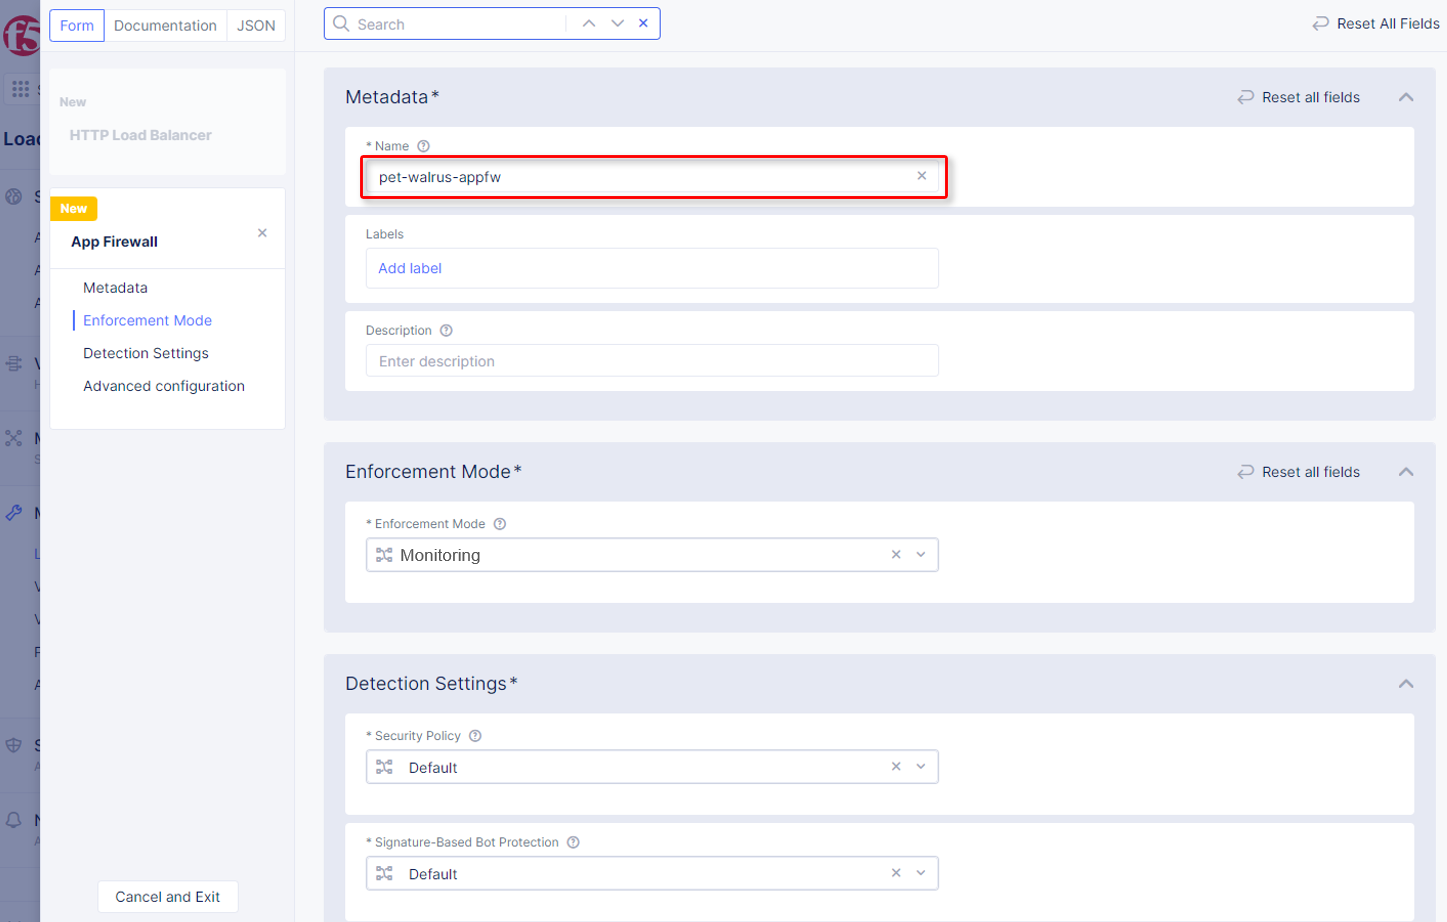 Form Documentation JSON
Search
Reset All Fields
f5
Load
New
HTTP Load Balancer
New
App Firewall
Metadata
Enforcement Mode
Detection Settings
Advanced configuration
Cancel and Exit
Metadata*
Reset all fields
* Name
pet-walrus-appfw
Labels
Add label
Description
Enter description
Enforcement Mode*
Reset all fields
* Enforcement Mode
Monitoring
Detection Settings*
* Security Policy
Default
* Signature-Based Bot Protection
Default